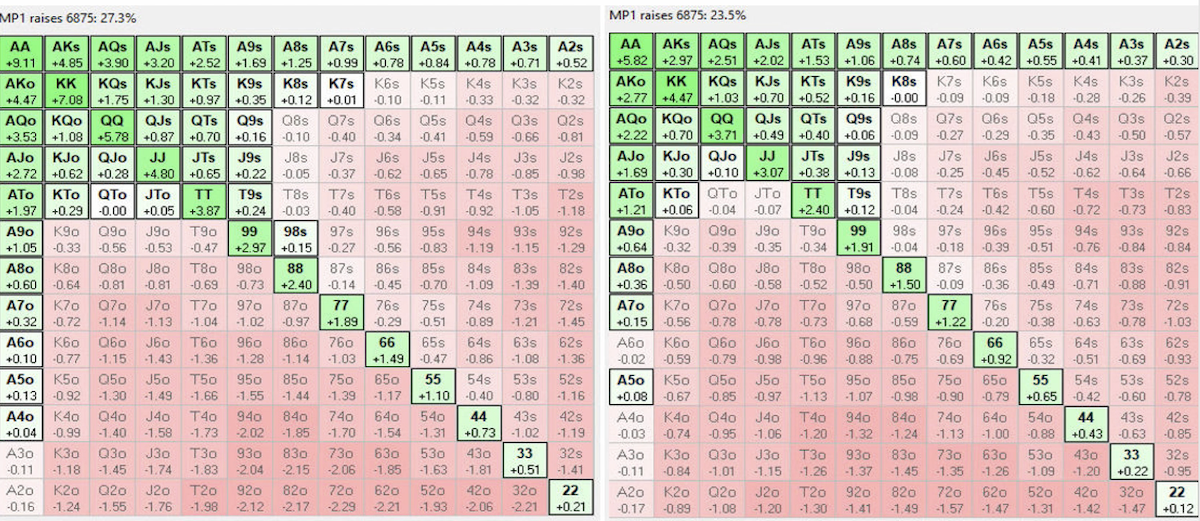 MP1 raises 6875: 27.3%
AA AKs AQs AJs ATs A9s A8s A7s A6s A5s A4s A3s A2s
+9.11 +4.85 +3.90 +3.20 +2.52 +1.69 +1.25 +0.99 +0.78 +0.84 +0.78 +0.71 +0.52
AKo KK KQs KJs KTs K9s K8s K7s K6s K5s K4s K3s K2s
+4.47 +7.08 +1.75 +1.30 +0.97 +0.35 +0.12 +0.01 -0.10 -0.11 -0.33 -0.32 -0.32
AQo KQo QQ QJs QTs Q9s Q8s Q7s Q6s Q5s Q4s Q3s Q2s
+3.53 +1.08 +5.78 +0.87 +0.70 +0.16 -0.10 -0.40 -0.34 -0.41 -0.59 -0.66 -0.81
AJo KJo QJo JJ JTs J9s J8s J7s J6s J5s J4s J3s J2s
+2.72 +0.62 +0.28 +4.80 +0.65 +0.22 -0.05 -0.37 -0.62 -0.65 -0.78 -0.85 -0.98
ATo KTo QTo JTo TT T9s T8s T7s T6s T5s T4s T3s T2s
+1.97 +0.29 -0.00 +0.05 +3.87 +0.24 -0.03 -0.40 -0.58 -0.91 -0.92 -1.05 -1.18
A9o K9o Q9o J9o T9o 99 98s 97s 96s 95s 94s 93s 92s
+1.05 -0.33 -0.56 -0.53 -0.47 +2.97 +0.15 -0.27 -0.56 -0.83 -1.19 -1.15 -1.29
A8o K8o Q8o J8o T8o 98o 88 87s 86s 85s 84s 83s 82s
+0.60 -0.64 -0.81 -0.81 -0.69 -0.73 +2.40 -0.14 -0.45 -0.70 -1.09 -1.39 -1.40
A7o K7o Q7o J7o T7o 97o 87o 77 76s 75s 74s 73s 72s
+0.32 -0.72 -1.14 -1.13 -1.04 -1.02 -0.97 +1.89 -0.29 -0.51 -0.89 -1.21 -1.45
A6o K6o Q6o J6o T6o 96o 86o 76o 66 65s 64s 63s 62s
+0.10 -0.77 -1.15 -1.43 -1.36 -1.28 -1.14 -1.03 +1.49 -0.47 -0.86 -1.08 -1.36
A5o K5o Q5o J5o T5o 95o 85o 75o 65o 55 54s 53s 52s
+0.13 -0.92 -1.30 -1.49 -1.66 -1.55 -1.44 -1.39 -1.17 +1.10 -0.40 -0.80 -1.16
A4o K4o Q4o J4o T4o 94o 84o 74o 64o 54o 44 43s 42s
+0.04 -0.99 -1.40 -1.58 -1.73 -2.02 -1.85 -1.70 -1.54 -1.31 +0.73 -1.02 -1.19
A3o K3o Q3o J3o T3o 93o 83o 73o 63o 53o 43o 33 32s
-0.11 -1.18 -1.45 -1.74 -1.83 -2.04 -2.15 -2.06 -1.85 -1.63 -1.81 +0.51 -1.41
A2o K2o Q2o J2o T2o 92o 82o 72o 62o 52o 42o 32o 22
-0.16 -1.24 -1.55 -1.76 -1.98 -2.12 -2.17 -2.29 -2.21 -1.93 -2.06 -2.21 +0.21
MP1 raises 6875: 23.5%
AA AKs AQs AJs ATs A9s A8s A7s A6s A5s A4s A3s A2s
+5.82 +2.97 +2.51 +2.02 +1.53 +1.06 +0.74 +0.60 +0.42 +0.55 +0.41 +0.37 +0.30
AKo KK KQs KJs KTs K9s K8s K7s K6s K5s K4s K3s K2s
+2.77 +4.47 +1.03 +0.70 +0.52 +0.16 -0.00 -0.09 -0.09 -0.18 -0.28 -0.26 -0.39
AQo KQo QQ QJs QTs Q9s Q8s Q7s Q6s Q5s Q4s Q3s Q2s
+2.22 +0.70 +3.71 +0.49 +0.40 +0.06 -0.09 -0.27 -0.29 -0.35 -0.43 -0.50 -0.57
AJo KJo QJo JJ JTs J9s J8s J7s J6s J5s J4s J3s J2s
+1.69 +0.30 +0.10 +3.07 +0.38 +0.13 -0.08 -0.25 -0.45 -0.52 -0.62 -0.64 -0.66
ATo KTo QTo JTo TT T9s T8s T7s T6s T5s T4s T3s T2s
+1.21 +0.06 -0.04 -0.07 +2.40 +0.12 -0.04 -0.24 -0.42 -0.60 -0.72 -0.73 -0.83
A9o K9o Q9o J9o T9o 99 98s 97s 96s 95s 94s 93s 92s
+0.64 -0.32 -0.39 -0.35 -0.34 +1.91 -0.04 -0.18 -0.39 -0.51 -0.76 -0.84 -0.84
A8o K8o Q8o J8o T8o 98o 88 87s 86s 85s 84s 83s 82s
+0.36 -0.50 -0.60 -0.58 -0.52 -0.50 +1.50 -0.09 -0.36 -0.49 -0.71 -0.88 -0.91
A7o K7o Q7o J7o T7o 97o 87o 77 76s 75s 74s 73s 72s
+0.15 -0.56 -0.78 -0.78 -0.73 -0.68 -0.59 +1.22 -0.20 -0.38 -0.63 -0.78 -1.03
A6o K6o Q6o J6o T6o 96o 86o 76o 66 65s 64s 63s 62s
-0.02 -0.59 -0.79 -0.98 -0.96 -0.88 -0.75 -0.69 +0.92 -0.32 -0.51 -0.69 -0.93
A5o K5o Q5o J5o T5o 95o 85o 75o 65o 55 54s 53s 52s
+0.08 -0.67 -0.85 -0.97 -1.13 -1.07 -0.98 -0.90 -0.79 +0.65 -0.42 -0.60 -0.74
A4o K4o Q4o J4o T4o 94o 84o 74o 64o 54o 44 43s 42s
-0.03 -0.74 -0.95 -1.06 -1.20 -1.32 -1.24 -1.13 -1.00 -0.88 +0.43 -0.63 -0.85
A3o K3o Q3o J3o T3o 93o 83o 73o 63o 53o 43o 33 32s
-0.11 -0.84 -1.01 -1.15 -1.26 -1.37 -1.45 -1.35 -1.26 -1.09 -1.20 +0.22 -0.95
A2o K2o Q2o J2o T2o 92o 82o 72o 62o 52o 42o 32o 22
-0.17 -0.89 -1.08 -1.20 -1.30 -1.41 -1.49 -1.57 -1.47 -1.31 -1.42 -1.47 +0.12